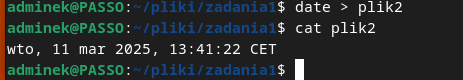 adminek@PASSO:~/pliki/zadania1$ date > plik2
adminek@PASSO:~/pliki/zadania1$ cat plik2
wto, 11 mar 2025, 13:41:22 CET
adminek@PASSO:~/pliki/zadania1$